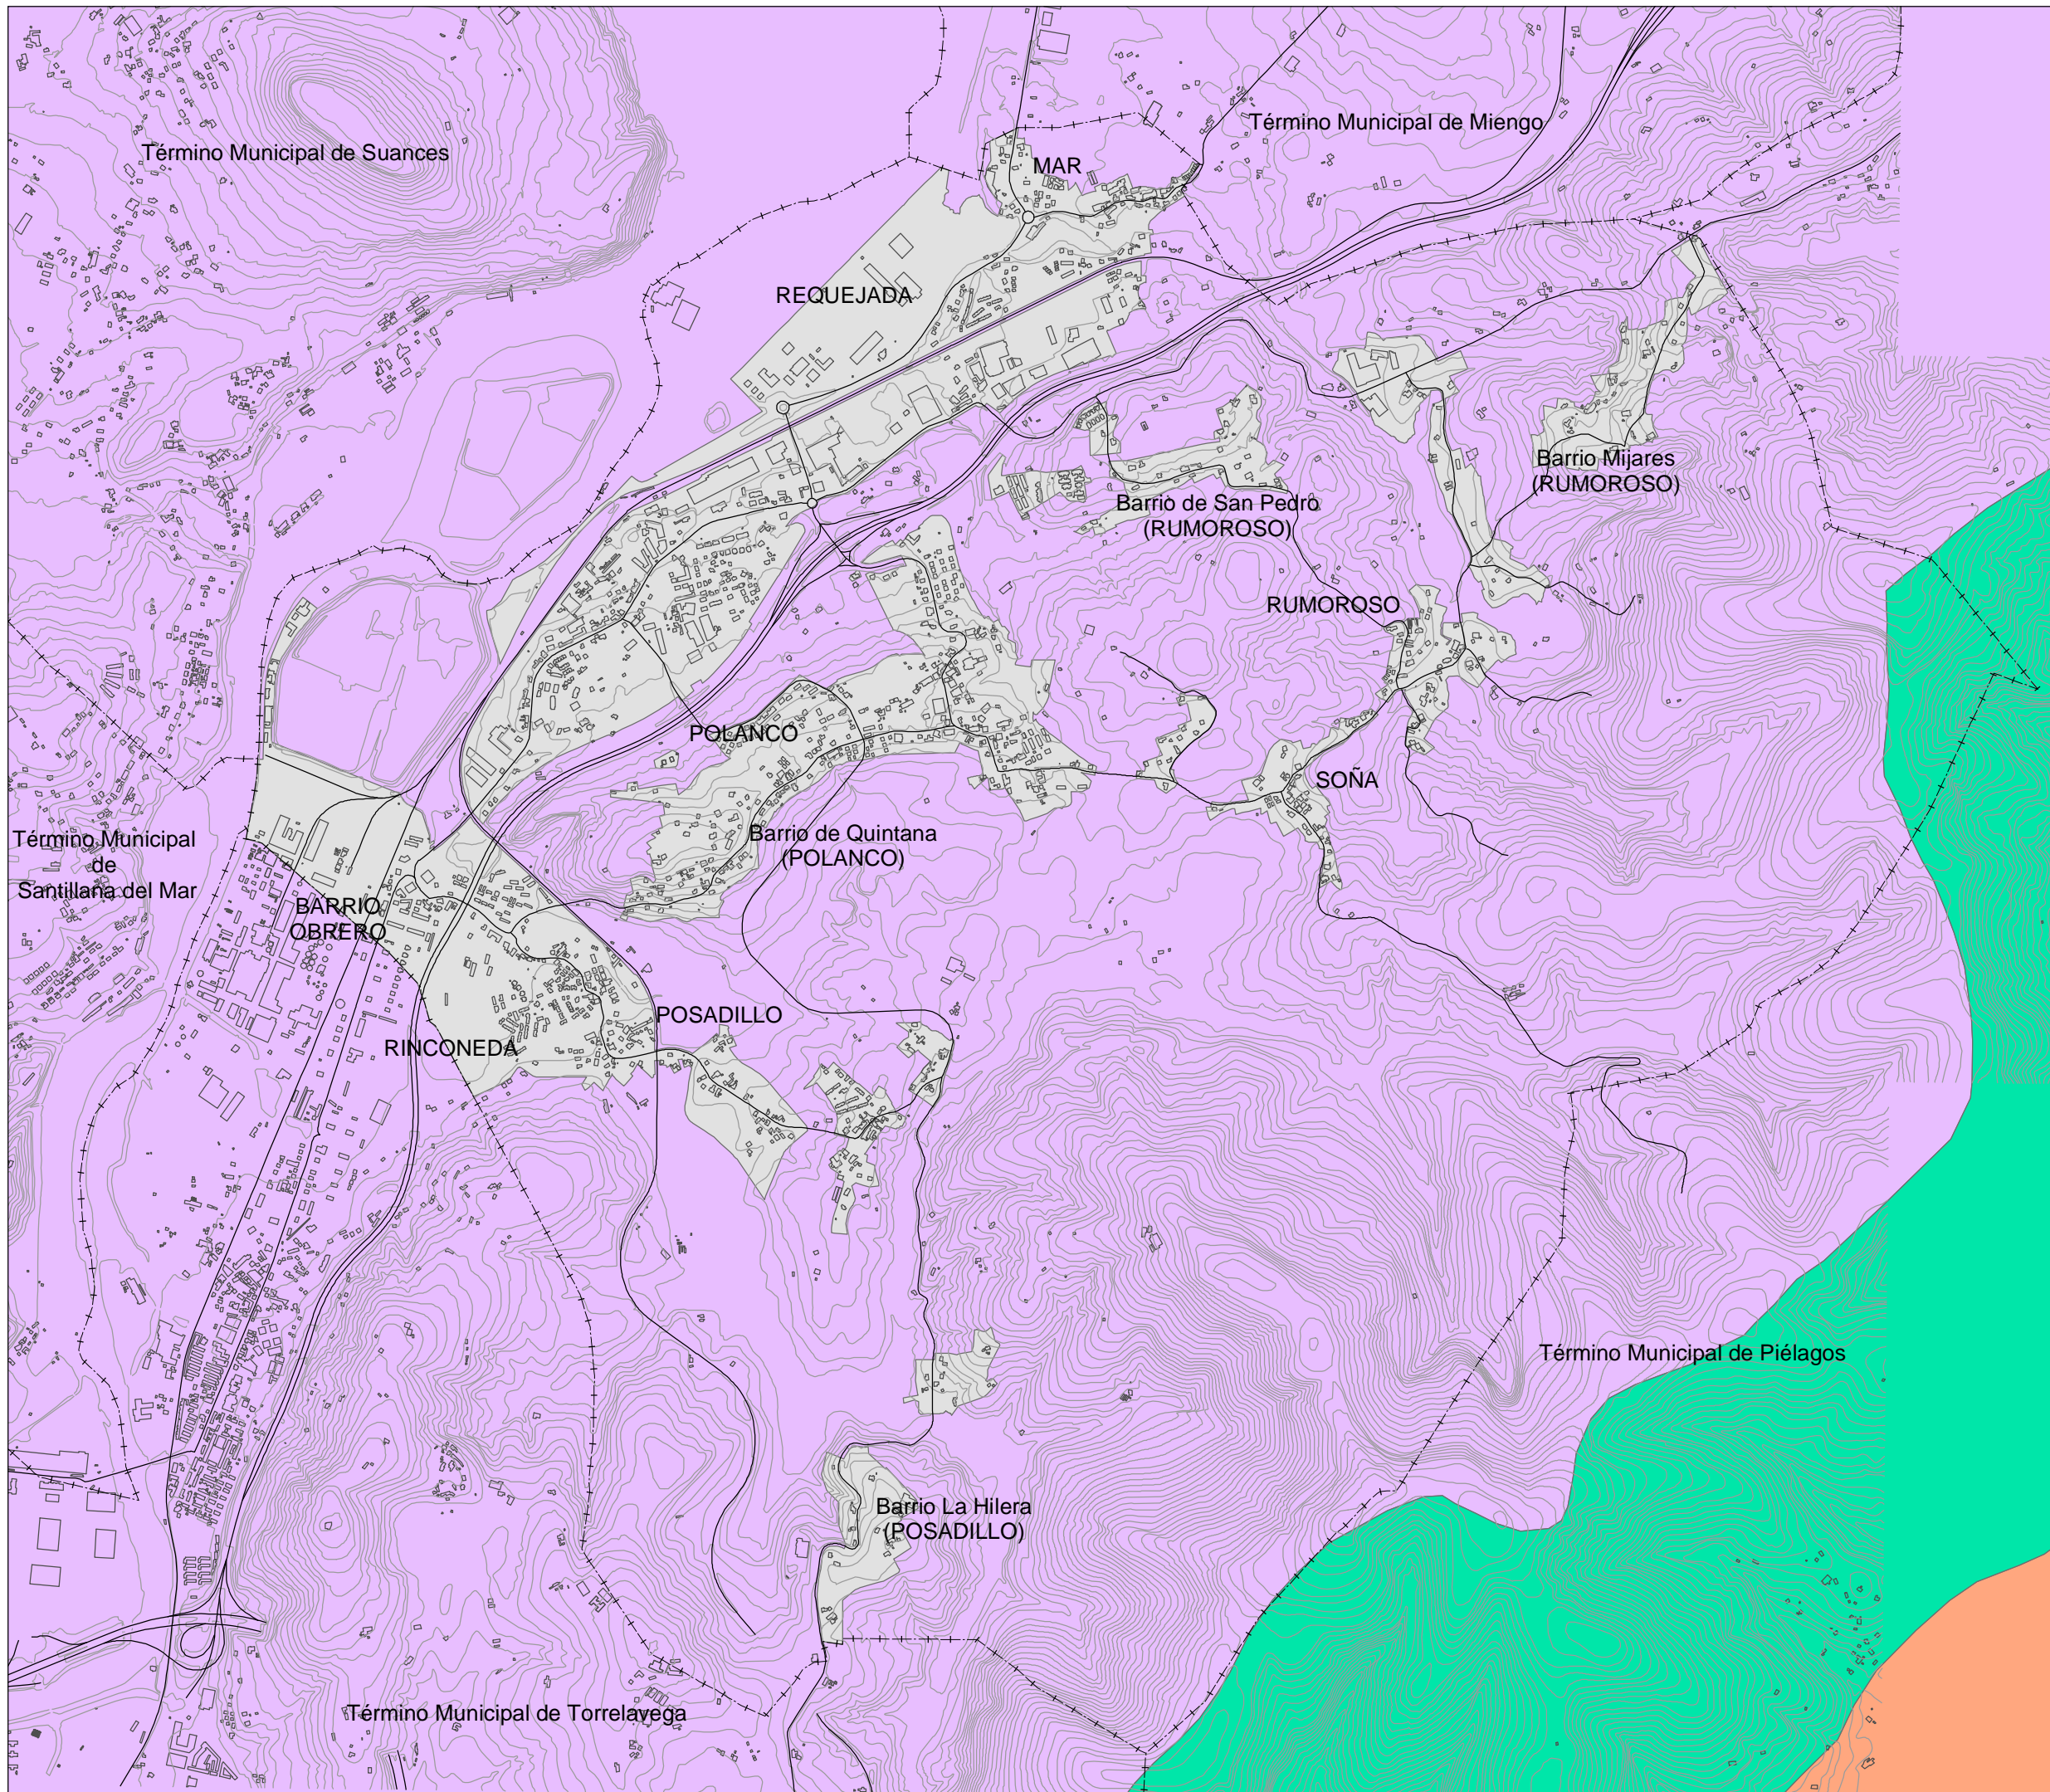 Término Municipal de Miengo
Término Municipal de Suances
MAR
REQUEJADA
Barrio Mijares
(RUMOROSO)
Barrio de San Pedro
(RUMOROSO)
RUMOROSO
POLANCO
SOÑA
Barrio de Quintana
(POLANCO)
Término Municipal
de
Santillana del Mar
BARRIO
OBRERO
POSADILLO
RINCONEDA
Término Municipal de Piélagos
Barrio La Hilera
(POSADILLO)
Término Municipal de Torrelavega